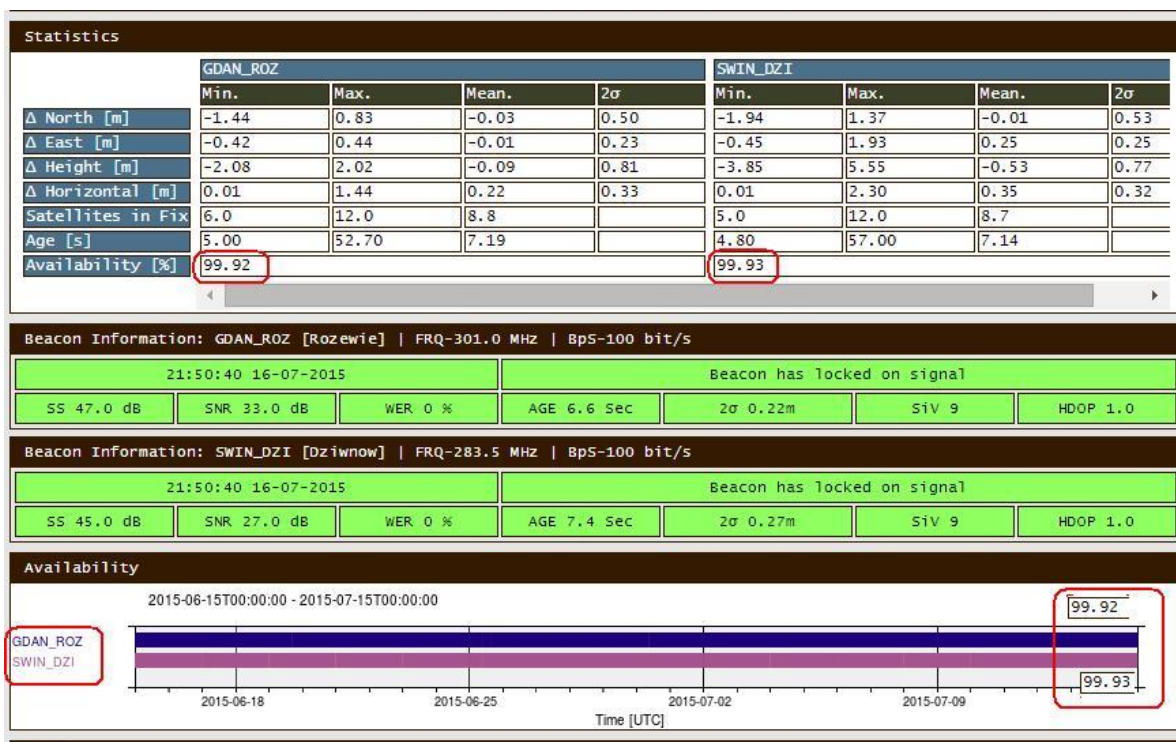 Statistics
GDAN_ROZ SWIN_DZI
Min. Max. Mean. 2σ Min. Max. Mean. 2σ
Δ North [m] -1.44 0.83 -0.03 0.50 -1.94 1.37 -0.01 0.53
Δ East [m] -0.42 0.44 -0.01 0.23 -0.45 1.93 0.25 0.25
Δ Height [m] -2.08 2.02 -0.09 0.81 -3.85 5.55 -0.53 0.77
Δ Horizontal [m] 0.01 1.44 0.22 0.33 0.01 2.30 0.35 0.32
Satellites in Fix 6.0 12.0 8.8 5.0 12.0 8.7
Age [s] 5.00 52.70 7.19 4.80 57.00 7.14
Availability [%] 99.92 99.93
Beacon Information: GDAN_ROZ [Rozewie] | FRQ-301.0 MHz | BpS-100 bit/s
21:50:40 16-07-2015 Beacon has locked on signal
SS 47.0 dB SNR 33.0 dB WER 0 % AGE 6.6 Sec 2σ 0.22m SiV 9 HDOP 1.0
Beacon Information: SWIN_DZI [Dziwnow] | FRQ-283.5 MHz | BpS-100 bit/s
21:50:40 16-07-2015 Beacon has locked on signal
SS 45.0 dB SNR 27.0 dB WER 0 % AGE 7.4 Sec 2σ 0.27m SiV 9 HDOP 1.0
Availability
2015-06-15T00:00:00 - 2015-07-15T00:00:00
99.92
GDAN_ROZ
SWIN_DZI
99.93
2015-06-18 2015-06-25 2015-07-02 2015-07-09
Time [UTC]